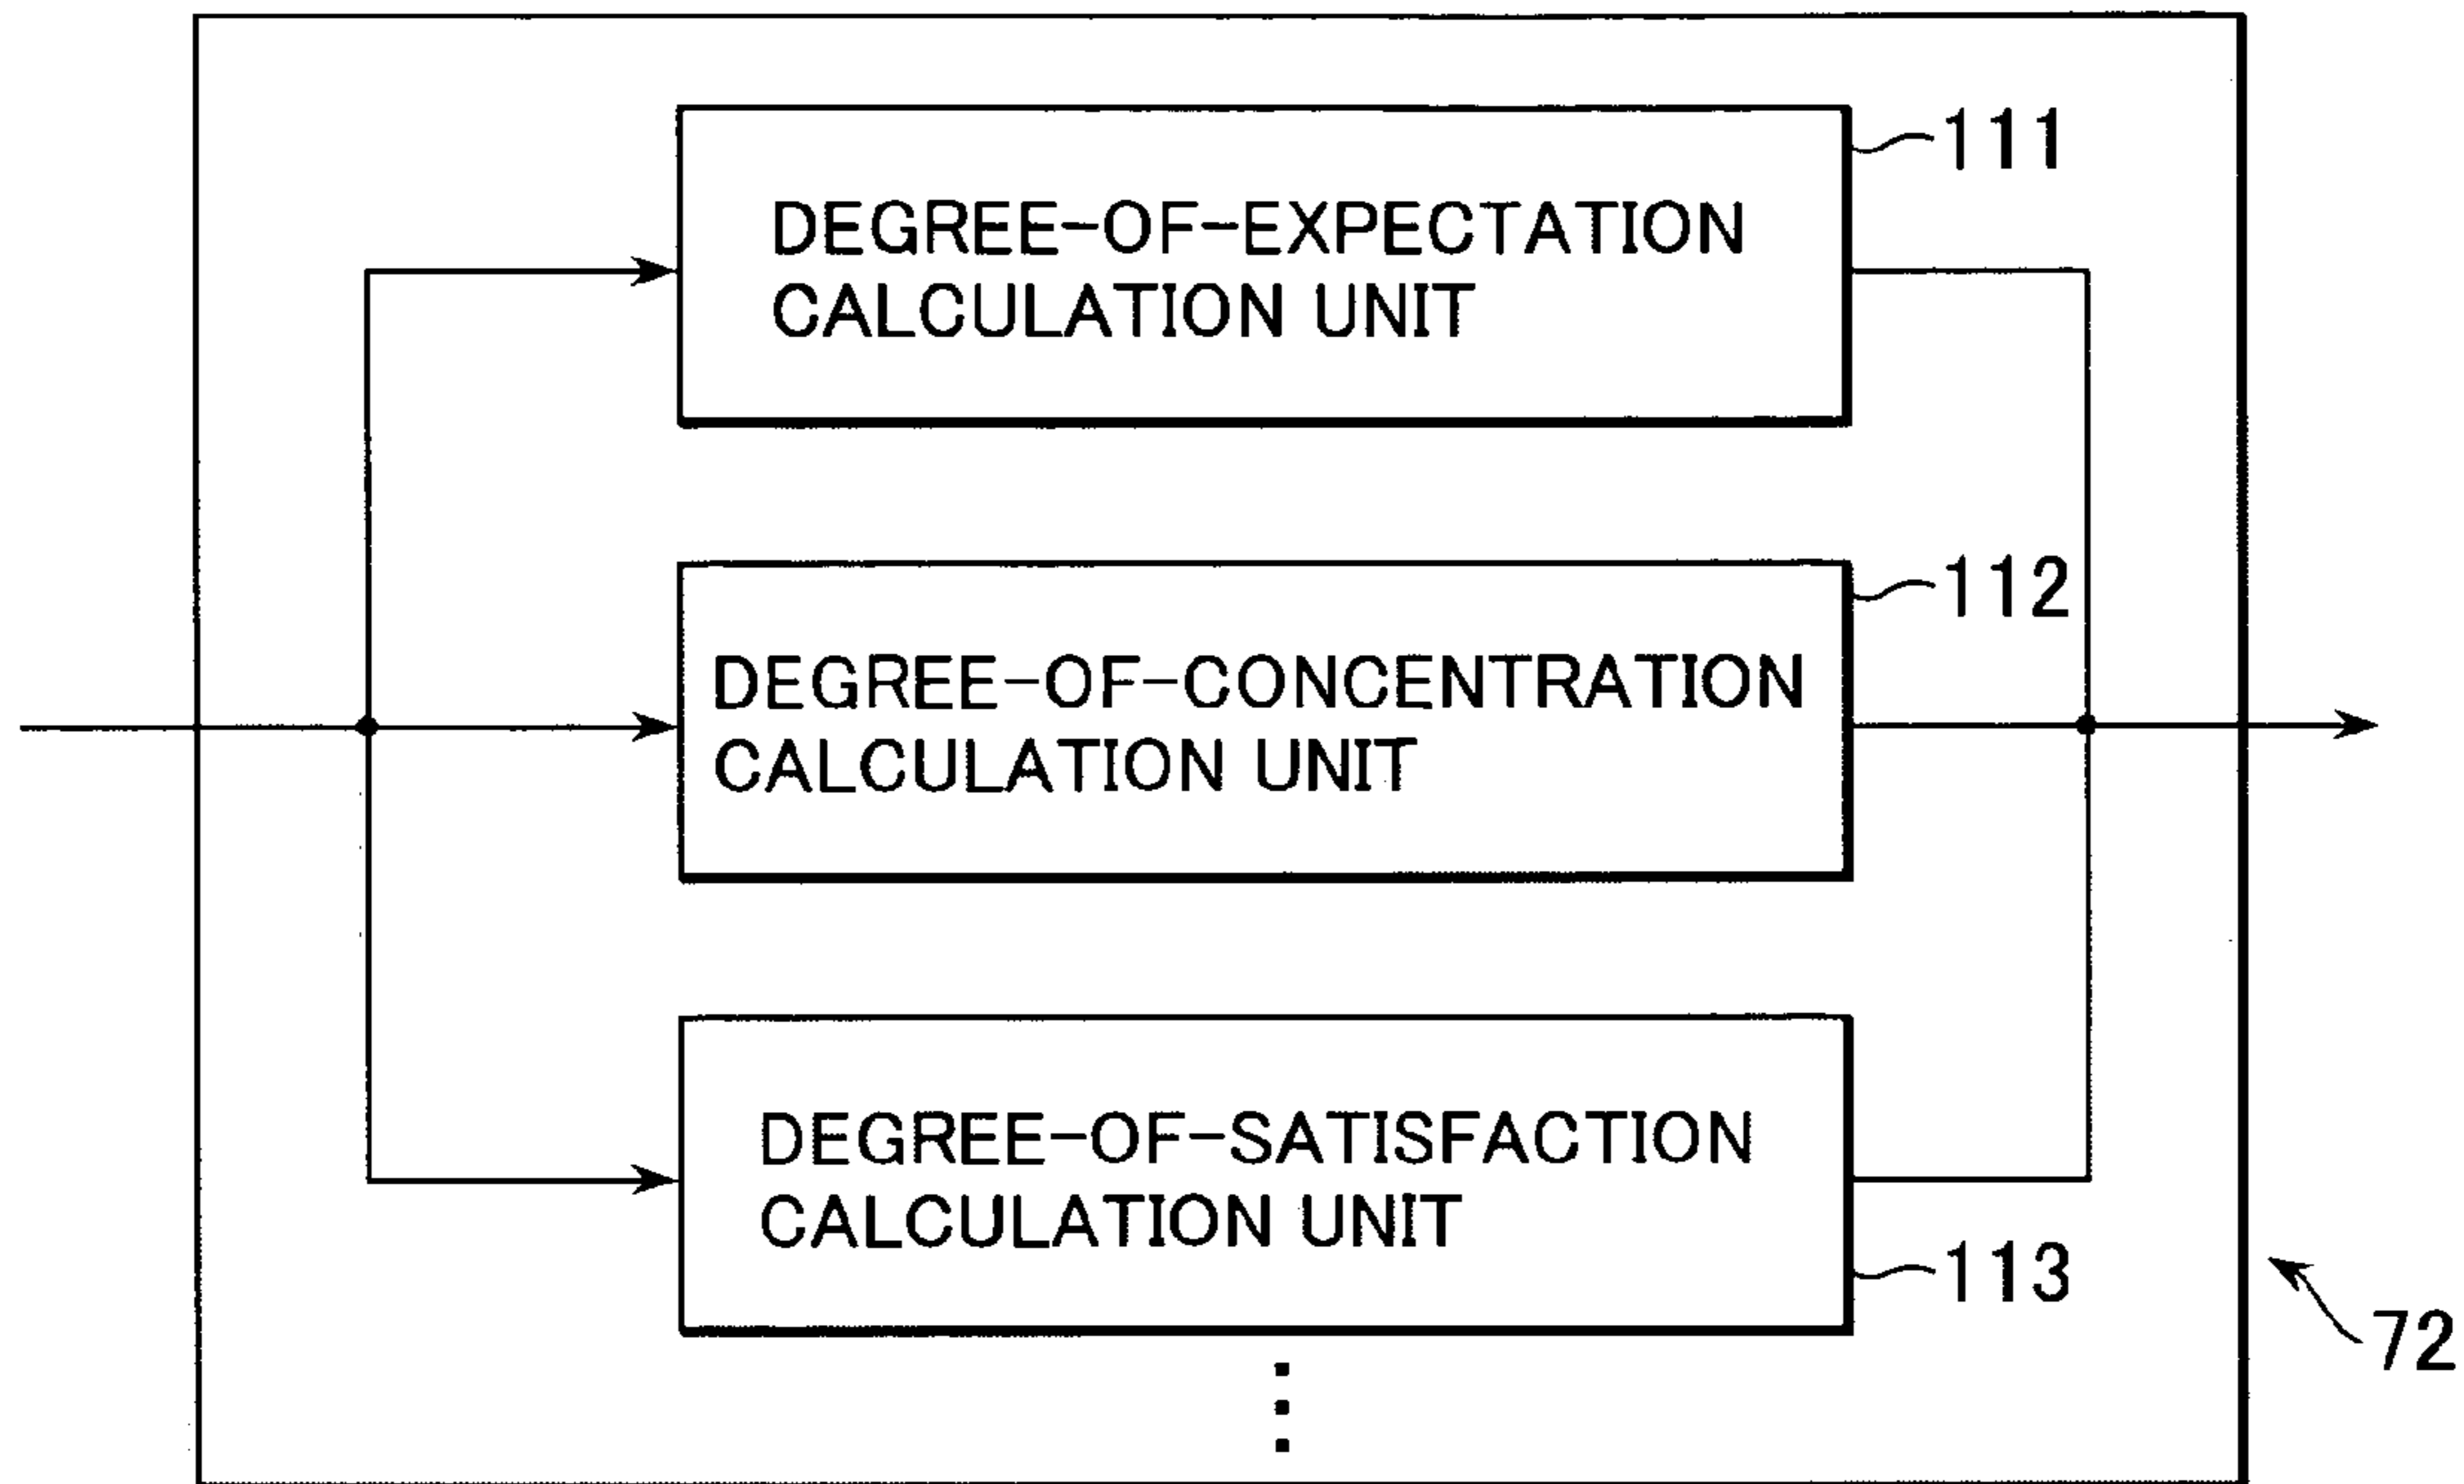 111
DEGREE-OF-EXPECTATION
CALCULATION UNIT
112
DEGREE-OF-CONCENTRATION
CALCULATION UNIT
DEGREE-OF-SATISFACTION
CALCULATION UNIT
113
72